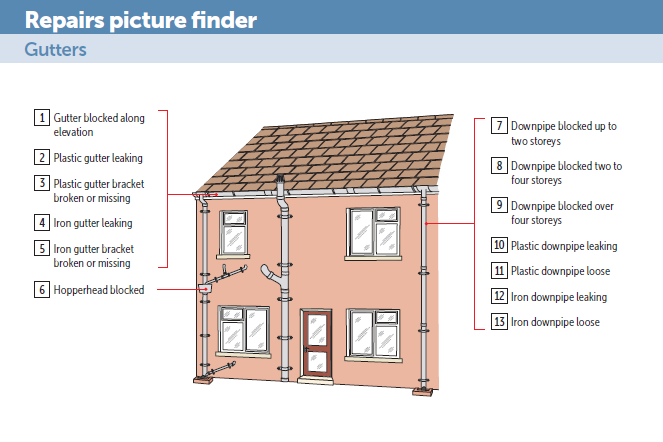 Repairs picture finder
Gutters
1 Gutter blocked along
elevation
2 Plastic gutter leaking
3 Plastic gutter bracket
broken or missing
4 Iron gutter leaking
5 Iron gutter bracket
broken or missing
6 Hopperhead blocked
7 Downpipe blocked up to
two storeys
8 Downpipe blocked two to
four storeys
9 Downpipe blocked over
four storeys
10 Plastic downpipe leaking
11 Plastic downpipe loose
12 Iron downpipe leaking
13 Iron downpipe loose